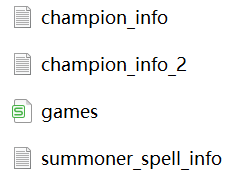 champion_info
champion_info_2
games
summoner_spell_info